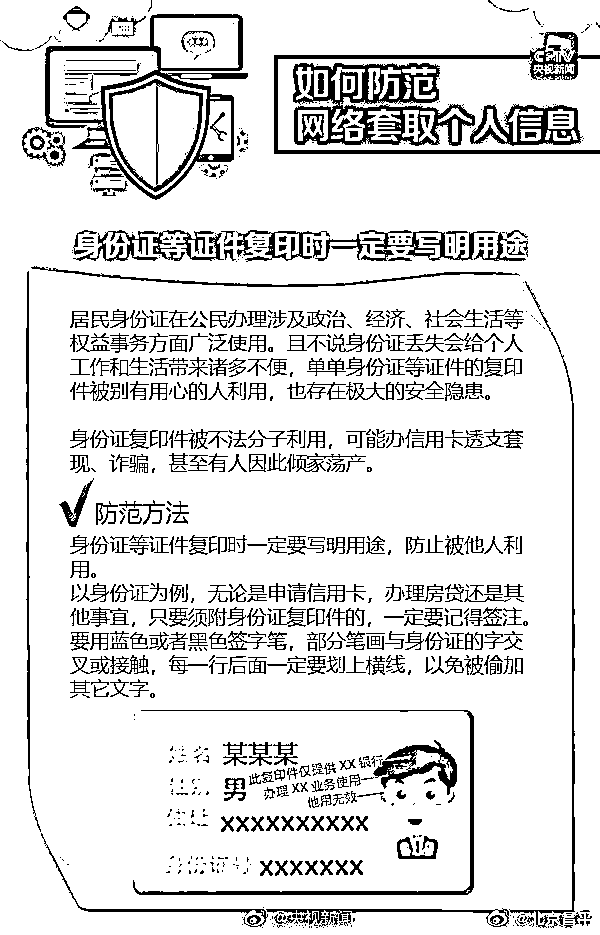 CCTV
央视新闻
如何防范
网络套取个人信息
身份证等证件复印时一定要写明用途
居民身份证在公民办理涉及政治、经济、社会生活等
权益事务方面广泛使用。且不说身份证丢失会给个人
工作和生活带来诸多不便，单单身份证等证件的复印
件被别有用心的人利用，也存在极大的安全隐患。
身份证复印件被不法分子利用，可能办信用卡透支套
现、诈骗，甚至有人因此倾家荡产。
防范方法
身份证等证件复印时一定要写明用途，防止被他人利
用。
以身份证为例，无论是申请信用卡，办理房贷还是其
他事宜，只要须附身份证复印件的，一定要记得签注。
要用蓝色或者黑色签字笔，部分笔画与身份证的字交
叉或接触，每一行后面一定要划上横线，以免被偷加
其它文字。
姓名 某某某
性别 男
此复印件仅提供 XX 银行
办理 XX 业务使用
他用无效
住址 XXXXXXXXXX
身份证号 XXXXXXX
@央视新闻
@北京昌平